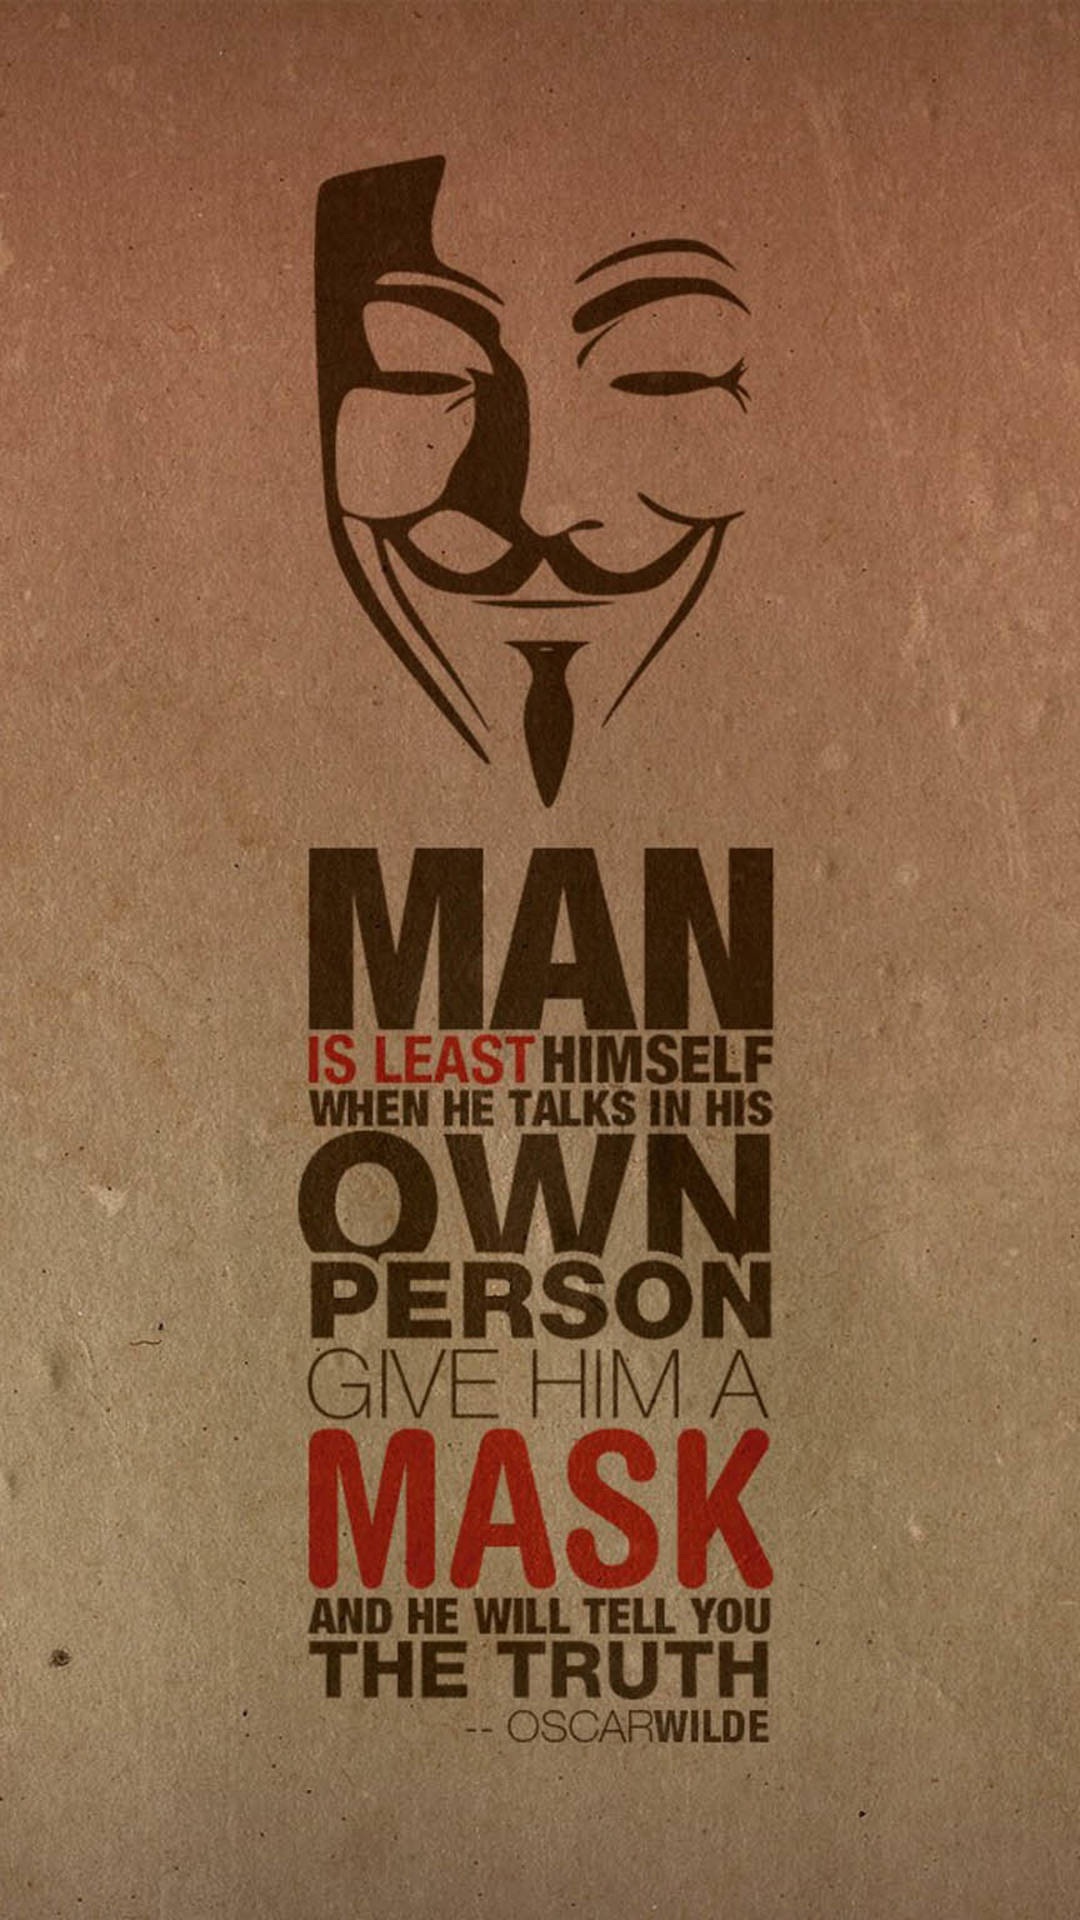 MAN
IS LEAST HIMSELF
WHEN HE TALKS IN HIS
OWN
PERSON
GIVE HIM A
MASK
AND HE WILL TELL YOU
THE TRUTH
-- OSCARWILDE